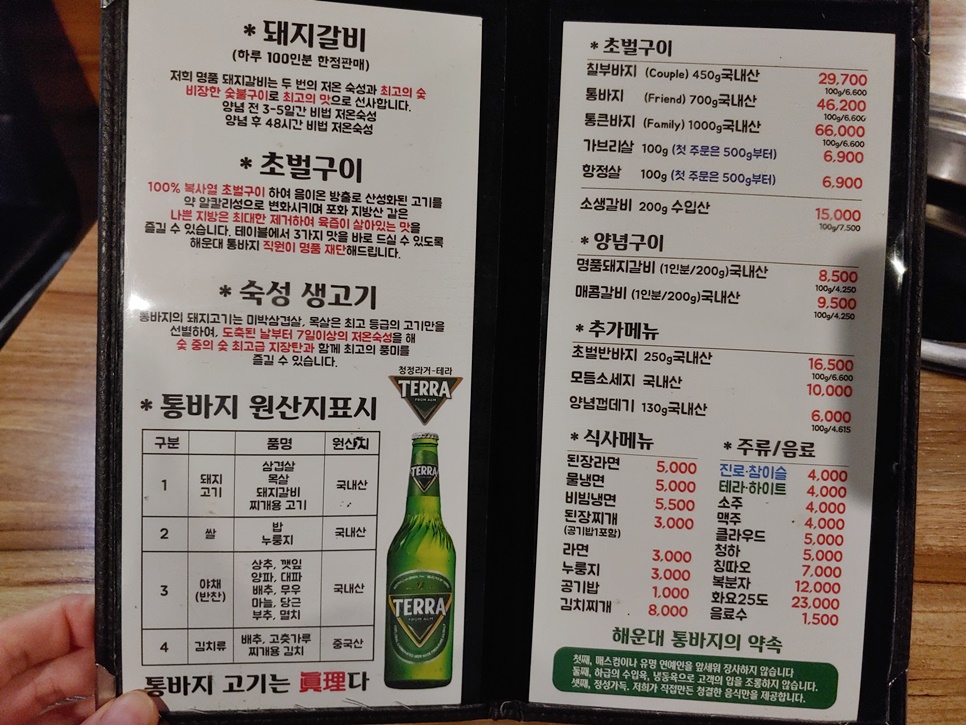 * 돼지갈비
(하루 100인분 한정판매)
저희 명품 돼지갈비는 두 번의 저온 숙성과 최고의 숯
비장한 숯불구이로 최고의 맛으로 선사합니다.
양념 전 3-5일간 비법 저온숙성
양념 후 48시간 비법 저온숙성
* 초벌구이
100% 복사열 초벌구이 하여 음이온 방출로 산성화된 고기를
약 알칼리성으로 변화시키며 포화 지방산 같은
나쁜 지방은 최대한 제거하여 육즙이 살아있는 맛을
즐길 수 있습니다. 테이블에서 3가지 맛을 바로 드실 수 있도록
해운대 통바지 직원이 명품 재단해드립니다.
* 숙성 생고기
통바지의 돼지고기는 미박삼겹살, 목살은 최고 등급의 고기만을
선별하여, 도축된 날부터 7일이상의 저온숙성을 해
숯 중의 숯 최고급 지장탄과 함께 최고의 풍미를
즐길 수 있습니다.
청정라거-테라
TERRA
FROM AGM
* 통바지 원산지표시
구분 품명 원산지
1 돼지고기 삼겹살 목살 돼지갈비 찌개용 고기 국내산
2 쌀 밥 누룽지 국내산
3 야채(반찬) 상추, 깻잎 양파, 대파 배추, 무우 마늘, 당근 부추, 멸치 국내산
4 김치류 배추, 고춧가루 찌개용 김치 중국산
TERRA
TERRA
통바지 고기는 眞理다
* 초벌구이
칠부바지 (Couple) 450g국내산 29,700
100g/6.600
통바지 (Friend) 700g국내산 46,200
100g/6.600
통큰바지 (Family) 1000g국내산 66,000
100g/6.600
가브리살 100g (첫 주문은 500g부터) 6,900
항정살 100g (첫 주문은 500g부터) 6,900
소생갈비 200g 수입산 15,000
100g/7.500
* 양념구이
명품돼지갈비 (1인분/200g)국내산 8,500
100g/4.250
매콤갈비 (1인분/200g)국내산 9,500
100g/4.250
* 추가메뉴
초벌반바지 250g국내산 16,500
100g/6.600
모듬소세지 국내산 10,000
양념껍데기 130g국내산 6,000
100g/4.615
* 식사메뉴
된장라면 5,000
물냉면 5,000
비빔냉면 5,500
된장찌개 3,000
(공기밥1포함)
라면 3,000
누룽지 3,000
공기밥 1,000
김치찌개 8,000
* 주류/음료
진로·참이슬 4,000
테라·하이트 4,000
소주 4,000
맥주 4,000
클라우드 5,000
청하 5,000
칭따오 7,000
복분자 12,000
화요25도 23,000
음료수 1,500
해운대 통바지의 약속
첫째, 매스컴이나 유명 연예인을 앞세워 장사하지 않습니다
둘째, 하급의 수입육, 냉동육으로 고객의 입을 조롱하지 않습니다.
셋째, 정성가득, 저희가 직접만든 청결한 음식만을 제공합니다.